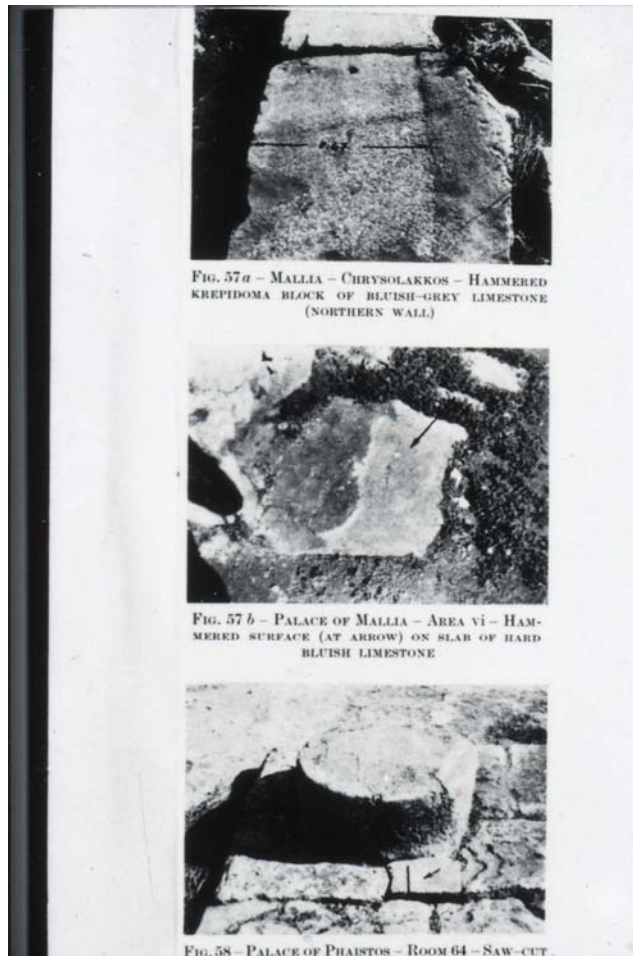 FIG. 57a – MALLIA – CHRYSOLAKKOS – HAMMERED
KREPIDOMA BLOCK OF BLUISH-GREY LIMESTONE
(NORTHERN WALL)
FIG. 57 b – PALACE OF MALLIA – AREA VI – HAM-
MERED SURFACE (AT ARROW) ON SLAB OF HARD
BLUISH LIMESTONE
FIG. 58 – PALACE OF PHAISTOS – ROOM 64 – SAW-CUT